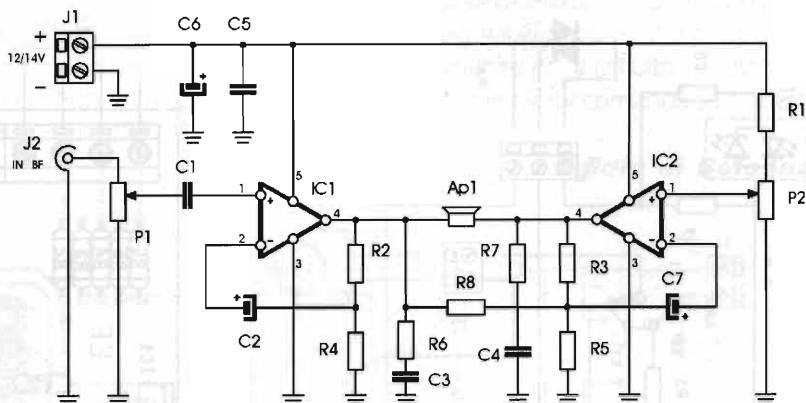 J1
+
12/14V
−
C6
+
C5
R1
J2
IN BF
P1
C1
1
+
2
−
5
IC1
4
3
+
C2
R2
R4
R6
C3
Ap1
R8
R7
C4
4
R3
R5
5
IC2
1
+
2
−
3
C7
+
P2